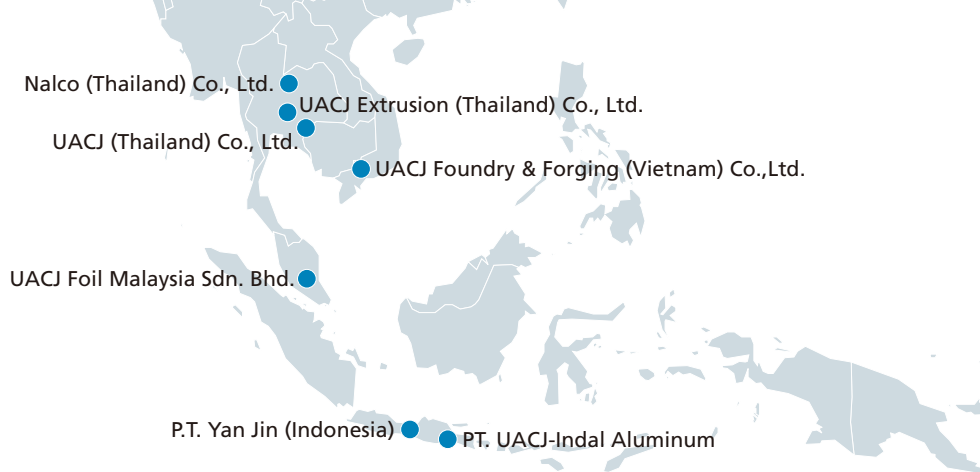 Nalco (Thailand) Co., Ltd.
UACJ Extrusion (Thailand) Co., Ltd.
UACJ (Thailand) Co., Ltd.
UACJ Foundry & Forging (Vietnam) Co.,Ltd.
UACJ Foil Malaysia Sdn. Bhd.
P.T. Yan Jin (Indonesia)
PT. UACJ-Indal Aluminum